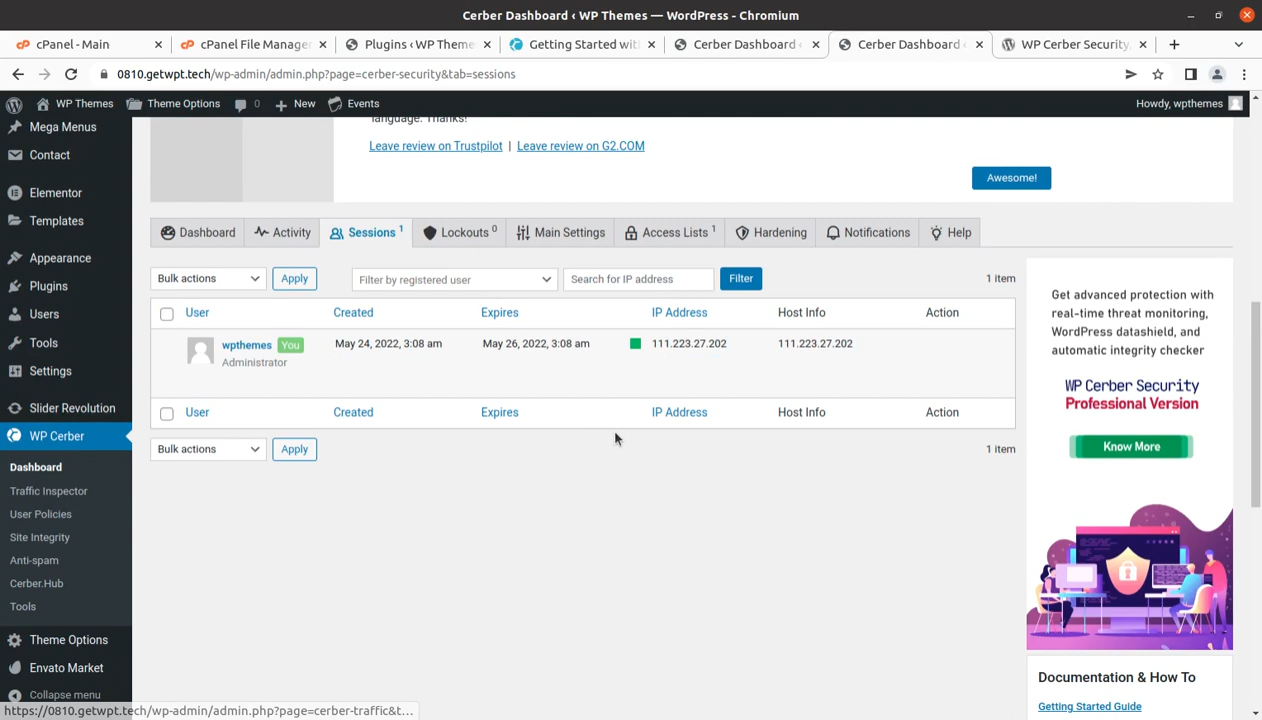 Cerber Dashboard ‹ WP Themes — WordPress - Chromium
cPanel - Main
cPanel File Manage
Plugins ‹ WP Theme
Getting Started wit
Cerber Dashboard ‹
Cerber Dashboard ‹
WP Cerber Security,
0810.getwpt.tech/wp-admin/admin.php?page=cerber-security&tab=sessions
WP Themes
Theme Options
0
New
Events
Howdy, wpthemes
Mega Menus
Contact
Elementor
Templates
Appearance
Plugins
Users
Tools
Settings
Slider Revolution
WP Cerber
Dashboard
Traffic Inspector
User Policies
Site Integrity
Anti-spam
Cerber.Hub
Tools
Theme Options
Envato Market
Collapse menu
language. Thanks!
Leave review on Trustpilot | Leave review on G2.COM
Awesome!
Dashboard
Activity
Sessions 1
Lockouts 0
Main Settings
Access Lists 1
Hardening
Notifications
Help
Bulk actions
Apply
Filter by registered user
Search for IP address
Filter
1 item
User Created Expires IP Address Host Info Action
wpthemes You May 24, 2022, 3:08 am May 26, 2022, 3:08 am 111.223.27.202 111.223.27.202
Administrator
User Created Expires IP Address Host Info Action
Bulk actions
Apply
1 item
Get advanced protection with
real-time threat monitoring,
WordPress datashield, and
automatic integrity checker
WP Cerber Security
Professional Version
Know More
Documentation & How To
Getting Started Guide
https://0810.getwpt.tech/wp-admin/admin.php?page=cerber-traffic&t...